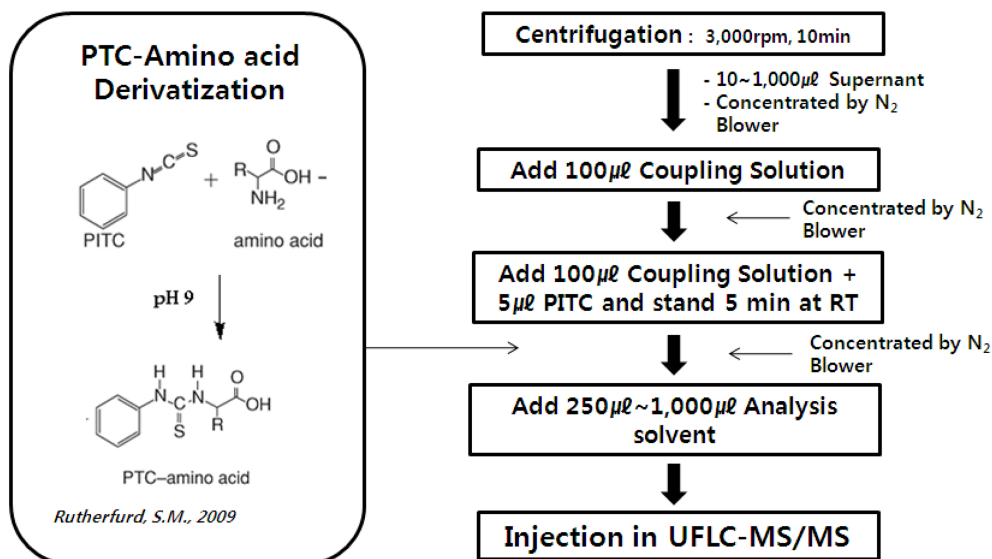 PTC-Amino acid
Derivatization
N
C
S
+
R
O
OH -
NH₂
PITC
amino acid
pH 9
H
H
N
C
N
S
R
O
OH
PTC–amino acid
Rutherfurd, S.M., 2009
Centrifugation : 3,000rpm, 10min
- 10~1,000㎕ Supernant
- Concentrated by N₂
Blower
Add 100㎕ Coupling Solution
Concentrated by N₂
Blower
Add 100㎕ Coupling Solution +
5㎕ PITC and stand 5 min at RT
Concentrated by N₂
Blower
Add 250㎕~1,000㎕ Analysis
solvent
Injection in UFLC-MS/MS